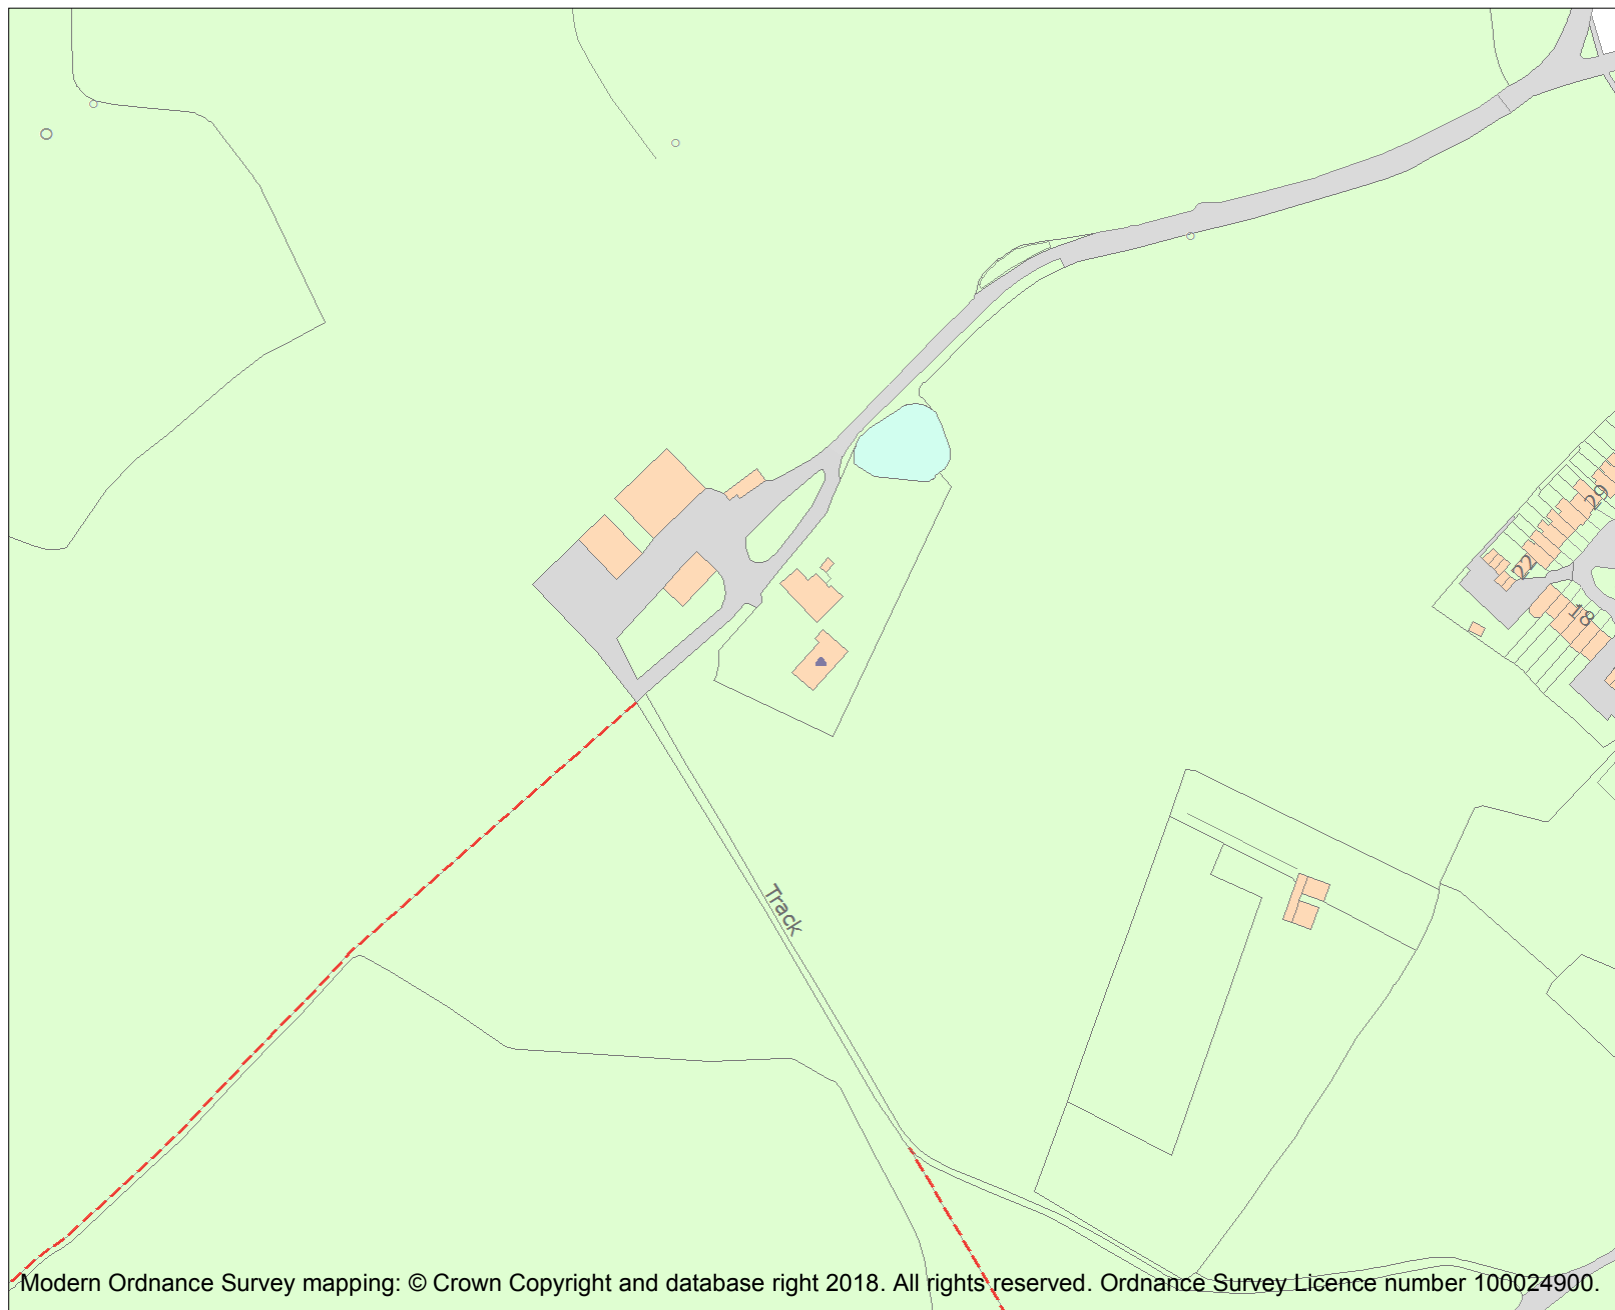 29
22
18
Track
Modern Ordnance Survey mapping: © Crown Copyright and database right 2018. All rights reserved. Ordnance Survey Licence number 100024900.